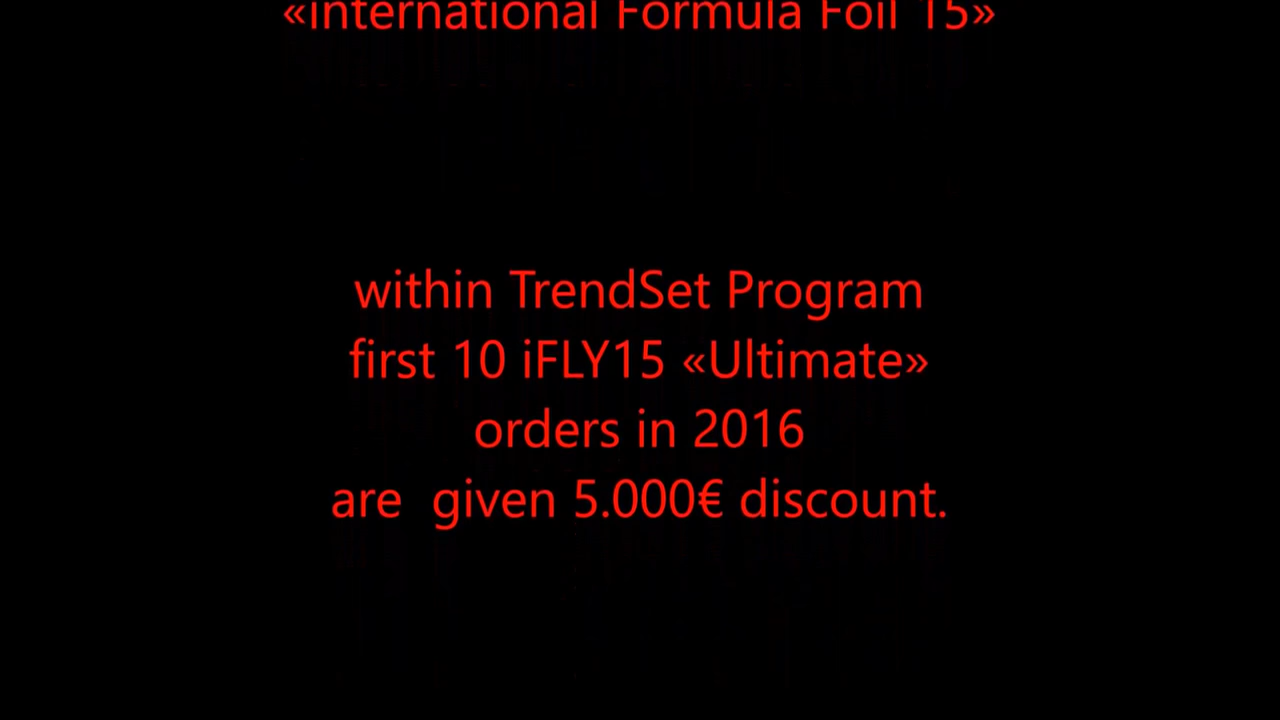 «International Formula Foil 15»
within TrendSet Program
first 10 iFLY15 «Ultimate»
orders in 2016
are  given 5.000€ discount.